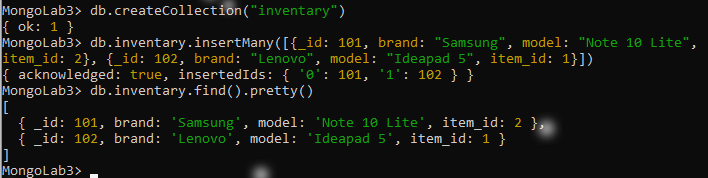 MongoLab3> db.createCollection("inventary")
{ ok: 1 }
MongoLab3> db.inventary.insertMany([{_id: 101, brand: "Samsung", model: "Note 10 Lite",
item_id: 2}, {_id: 102, brand: "Lenovo", model: "Ideapad 5", item_id: 1}])
{ acknowledged: true, insertedIds: { '0': 101, '1': 102 } }
MongoLab3> db.inventary.find().pretty()
[
  { _id: 101, brand: 'Samsung', model: 'Note 10 Lite', item_id: 2 },
  { _id: 102, brand: 'Lenovo', model: 'Ideapad 5', item_id: 1 }
]
MongoLab3>